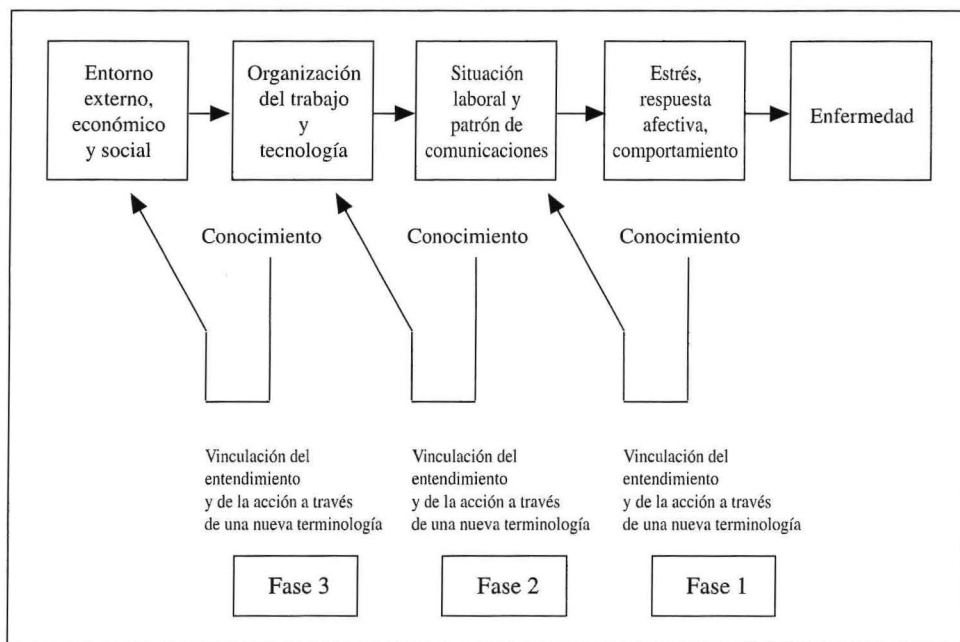 Entorno
externo,
económico
y social
Organización
del trabajo
y
tecnología
Situación
laboral y
patrón de
comunicaciones
Estrés,
respuesta
afectiva,
comportamiento
Enfermedad
Conocimiento
Conocimiento
Conocimiento
Vinculación del
entendimiento
y de la acción a través
de una nueva terminología
Vinculación del
entendimiento
y de la acción a través
de una nueva terminología
Vinculación del
entendimiento
y de la acción a través
de una nueva terminología
Fase 3
Fase 2
Fase 1